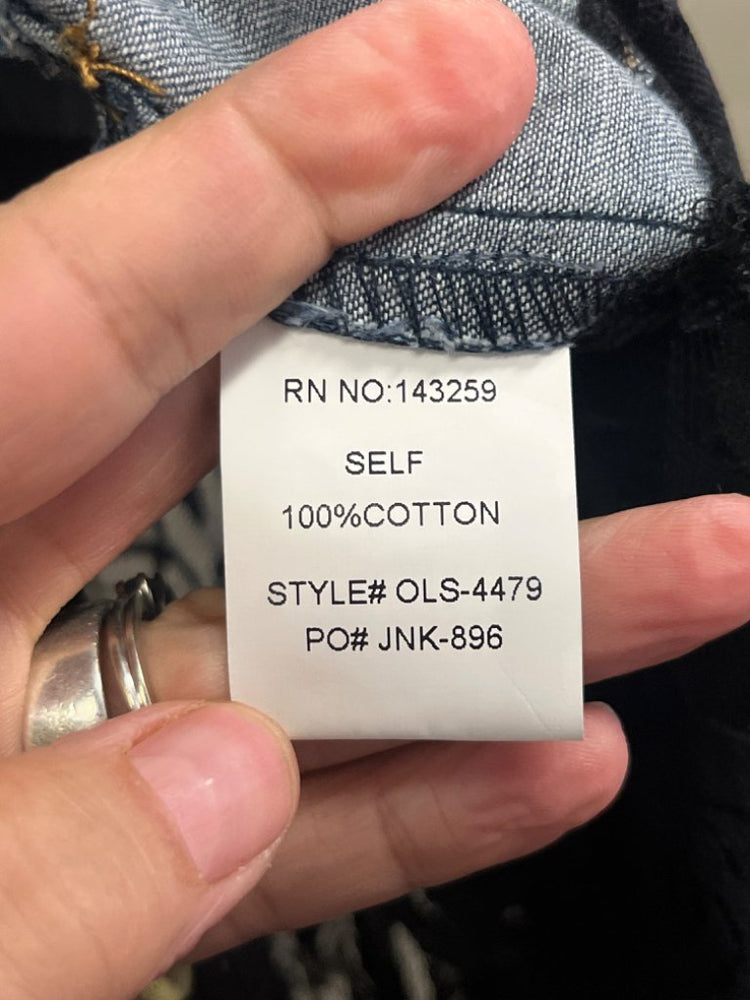 RN NO:143259
SELF
100%COTTON
STYLE# OLS-4479
PO# JNK-896